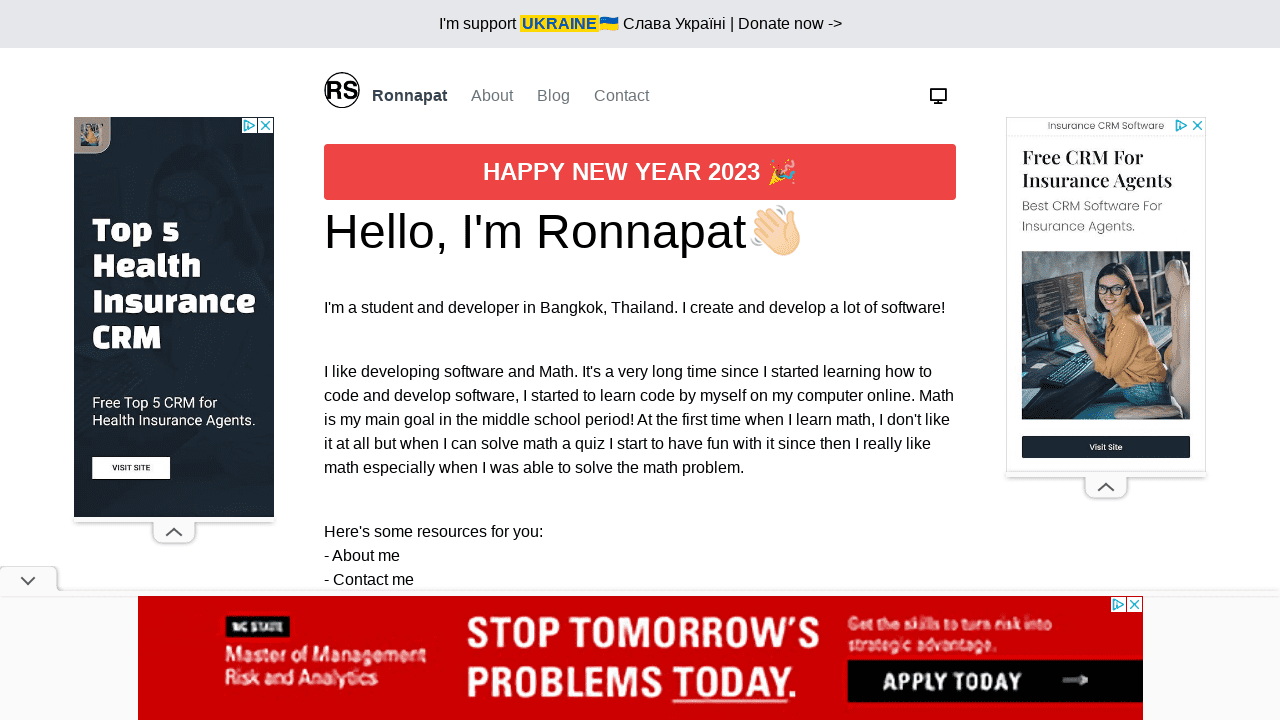 I'm support UKRAINE🇺🇦 Слава Україні | Donate now ->
RS Ronnapat About Blog Contact
HAPPY NEW YEAR 2023 🎉
Hello, I'm Ronnapat👋🏻
I'm a student and developer in Bangkok, Thailand. I create and develop a lot of software!
I like developing software and Math. It's a very long time since I started learning how to
code and develop software, I started to learn code by myself on my computer online. Math
is my main goal in the middle school period! At the first time when I learn math, I don't like
it at all but when I can solve math a quiz I start to have fun with it since then I really like
math especially when I was able to solve the math problem.
Here's some resources for you:
- About me
- Contact me
Top 5
Health
Insurance
CRM
Free Top 5 CRM for
Health Insurance Agents.
VISIT SITE
Insurance CRM Software
Free CRM For
Insurance Agents
Best CRM Software For
Insurance Agents.
Visit Site
NC STATE
Master of Management
Risk and Analytics
STOP TOMORROW'S
PROBLEMS TODAY.
Get the skills to turn risk into
strategic advantage.
APPLY TODAY